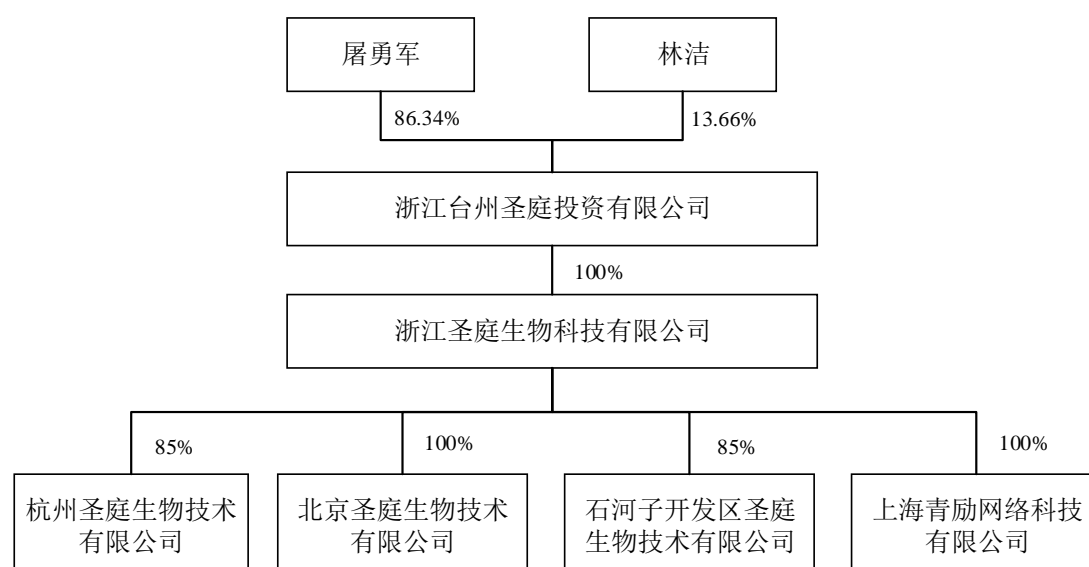 屠勇军
林洁
86.34%
13.66%
浙江台州圣庭投资有限公司
100%
浙江圣庭生物科技有限公司
85%
100%
85%
100%
杭州圣庭生物技术
有限公司
北京圣庭生物技术
有限公司
石河子开发区圣庭
生物技术有限公司
上海青励网络科技
有限公司